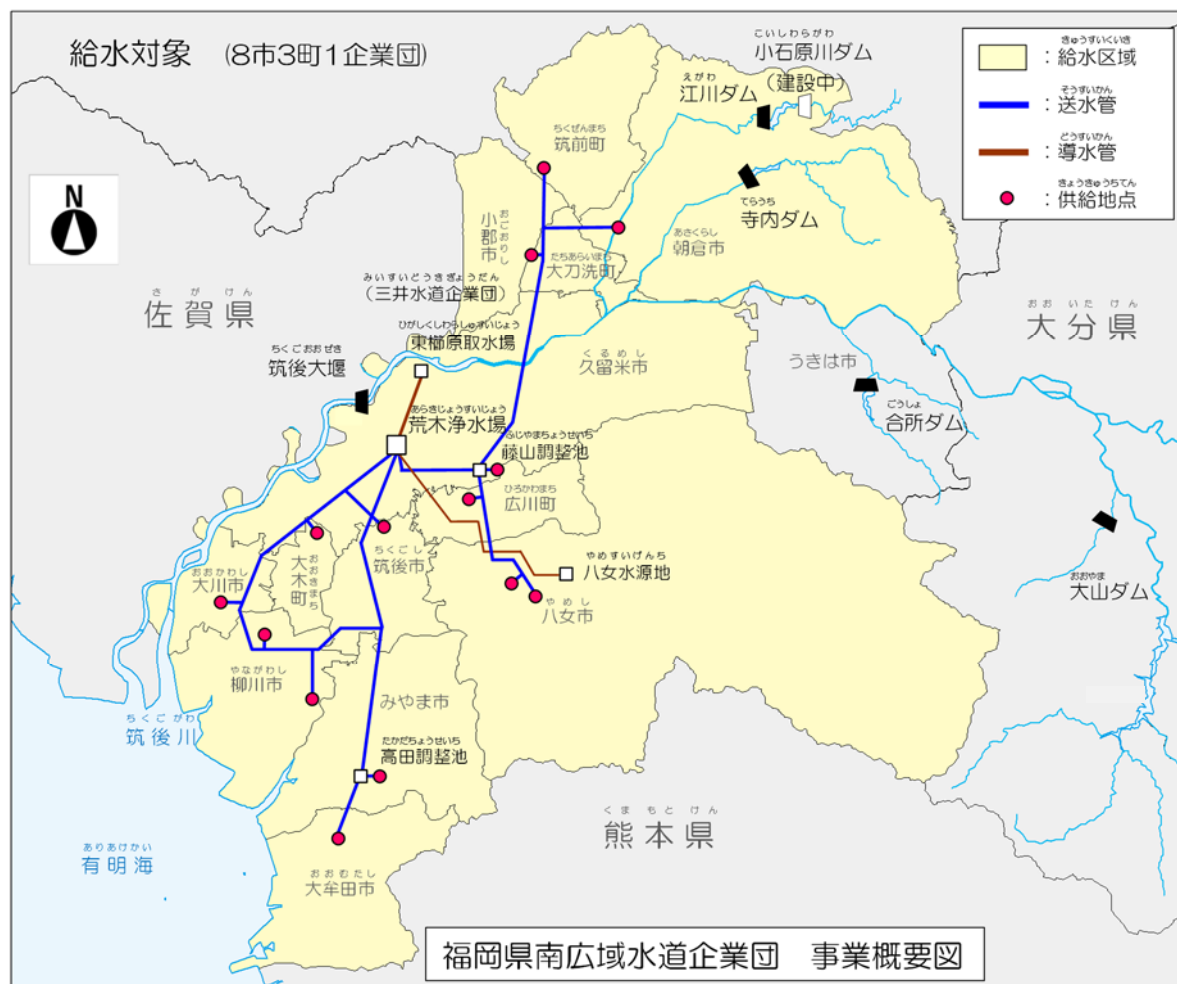 給水対象 (8市3町1企業団)
こいしわらがわ
小石原川ダム
(建設中)
えがわ
江川ダム
きゅうすいくいき
：給水区域
そうすいかん
：送水管
どうすいかん
：導水管
きょうきゅうちてん
：供給地点
N
ちくぜんまち
筑前町
てらうち
寺内ダム
おごおりし
小郡市
あさくらし
朝倉市
たちあらいまち
大刀洗町
みいすいどうきぎょうだん
(三井水道企業団)
さがけん
佐賀県
おおいたけん
大分県
ひがしくしわらしゅすいじょう
東櫛原取水場
ちくごおおぜき
筑後大堰
くるめし
久留米市
うきは市
ごうしょ
合所ダム
あらきじょうすいじょう
荒木浄水場
ふじやまちょうせいち
藤山調整池
ひろかわまち
広川町
ちくごし
筑後市
やめすいげんち
八女水源地
おおかわし
大川市
おおきまち
大木町
おおやま
大山ダム
やめし
八女市
やながわし
柳川市
みやま市
ちくごがわ
筑後川
たかだちょうせいち
高田調整池
くまもとけん
熊本県
ありあけかい
有明海
おおむたし
大牟田市
福岡県南広域水道企業団 事業概要図